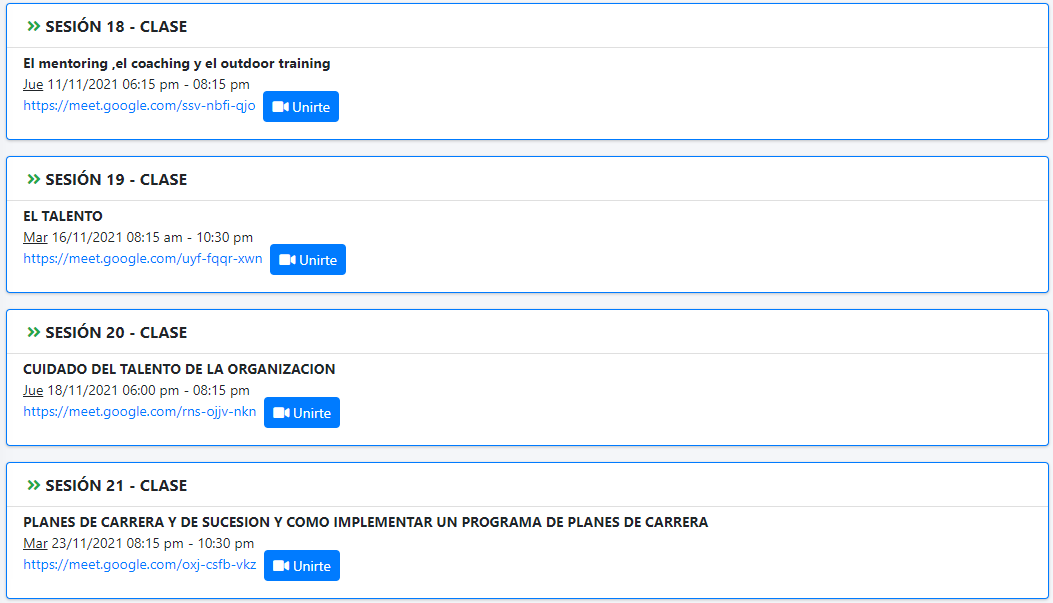 SESIÓN 18 - CLASE
El mentoring ,el coaching y el outdoor training
Jue 11/11/2021 06:15 pm - 08:15 pm
https://meet.google.com/ssv-nbfi-qjo Unirte
SESIÓN 19 - CLASE
EL TALENTO
Mar 16/11/2021 08:15 am - 10:30 pm
https://meet.google.com/uyf-fqqr-xwn Unirte
SESIÓN 20 - CLASE
CUIDADO DEL TALENTO DE LA ORGANIZACION
Jue 18/11/2021 06:00 pm - 08:15 pm
https://meet.google.com/rns-ojjv-nkn Unirte
SESIÓN 21 - CLASE
PLANES DE CARRERA Y DE SUCESION Y COMO IMPLEMENTAR UN PROGRAMA DE PLANES DE CARRERA
Mar 23/11/2021 08:15 pm - 10:30 pm
https://meet.google.com/oxj-csfb-vkz Unirte